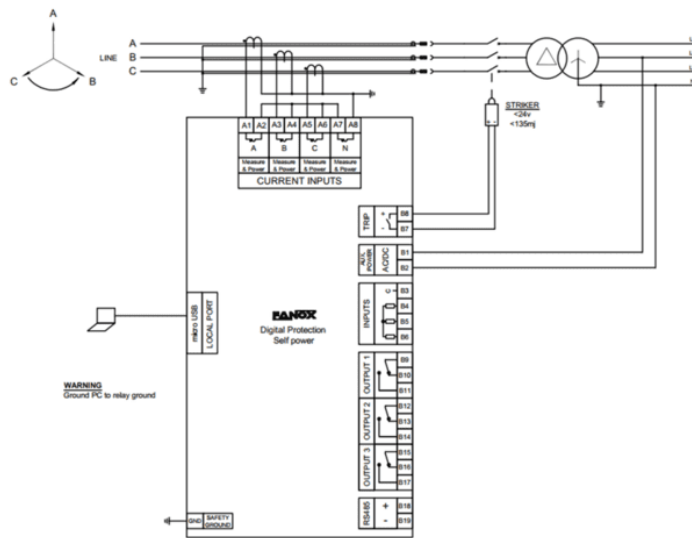 A
C
B
LINE
A
B
C
STRIKER
<24v
<135mj
A1 A2 A3 A4 A5 A6 A7 A8
A B C N
Measure & Power Measure & Power Measure & Power Measure & Power
CURRENT INPUTS
TRIP + - B8 B7
AUX. POWER AC/DC B1 B2
INPUTS C B3 B4 B5 B6
micro USB
LOCAL PORT
FANOX
Digital Protection
Self power
WARNING
Ground PC to relay ground
OUTPUT 1 B9 B10 B11
OUTPUT 2 B12 B13 B14
OUTPUT 3 B15 B16 B17
RS485 + - B18 B19
GND SAFETY GROUND